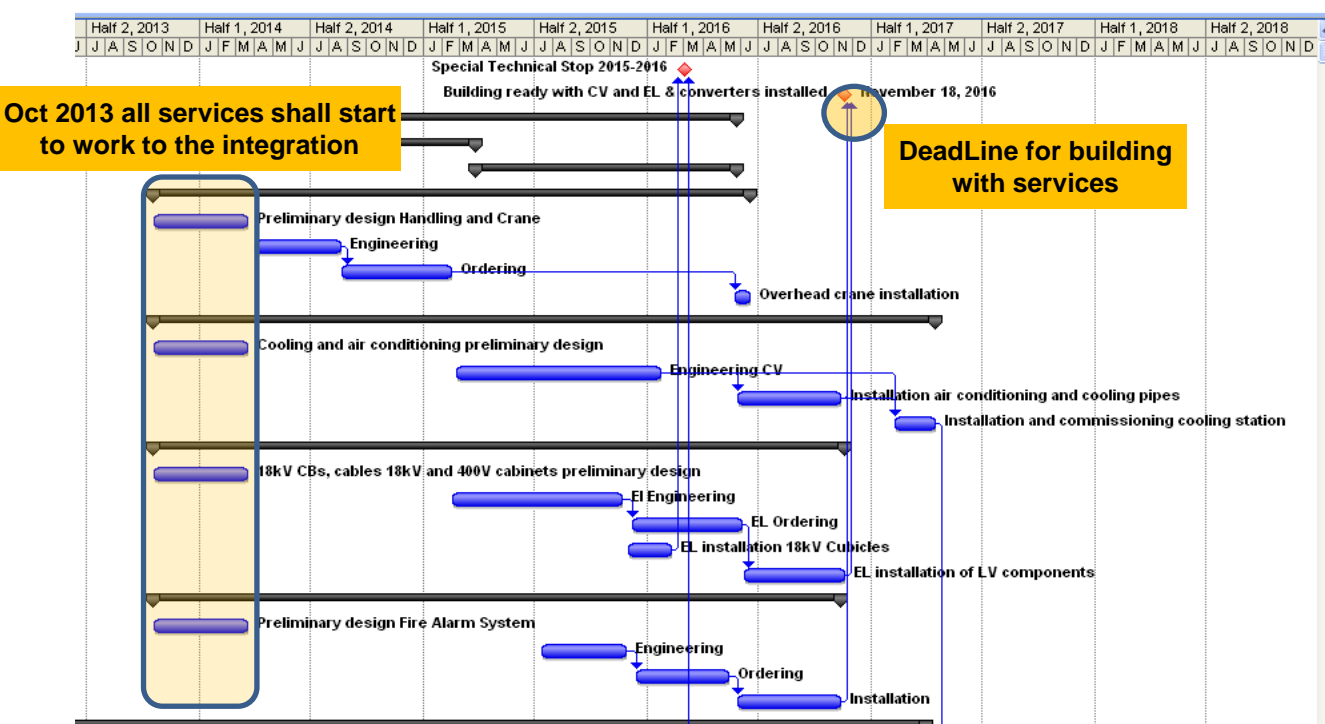 Half 2, 2013 Half 1, 2014 Half 2, 2014 Half 1, 2015 Half 2, 2015 Half 1, 2016 Half 2, 2016 Half 1, 2017 Half 2, 2017 Half 1, 2018 Half 2, 2018
J J A S O N D J F M A M J J A S O N D J F M A M J J A S O N D J F M A M J J A S O N D J F M A M J J A S O N D J F M A M J J A S O N D
Special Technical Stop 2015-2016
Building ready with CV and EL & converters installed November 18, 2016
Oct 2013 all services shall start
to work to the integration
DeadLine for building
with services
Preliminary design Handling and Crane
Engineering
Ordering
Overhead crane installation
Cooling and air conditioning preliminary design
Engineering CV
Installation air conditioning and cooling pipes
Installation and commissioning cooling station
18kV CBs, cables 18kV and 400V cabinets preliminary design
El Engineering
EL Ordering
EL installation 18kV Cubicles
EL installation of LV components
Preliminary design Fire Alarm System
Engineering
Ordering
Installation